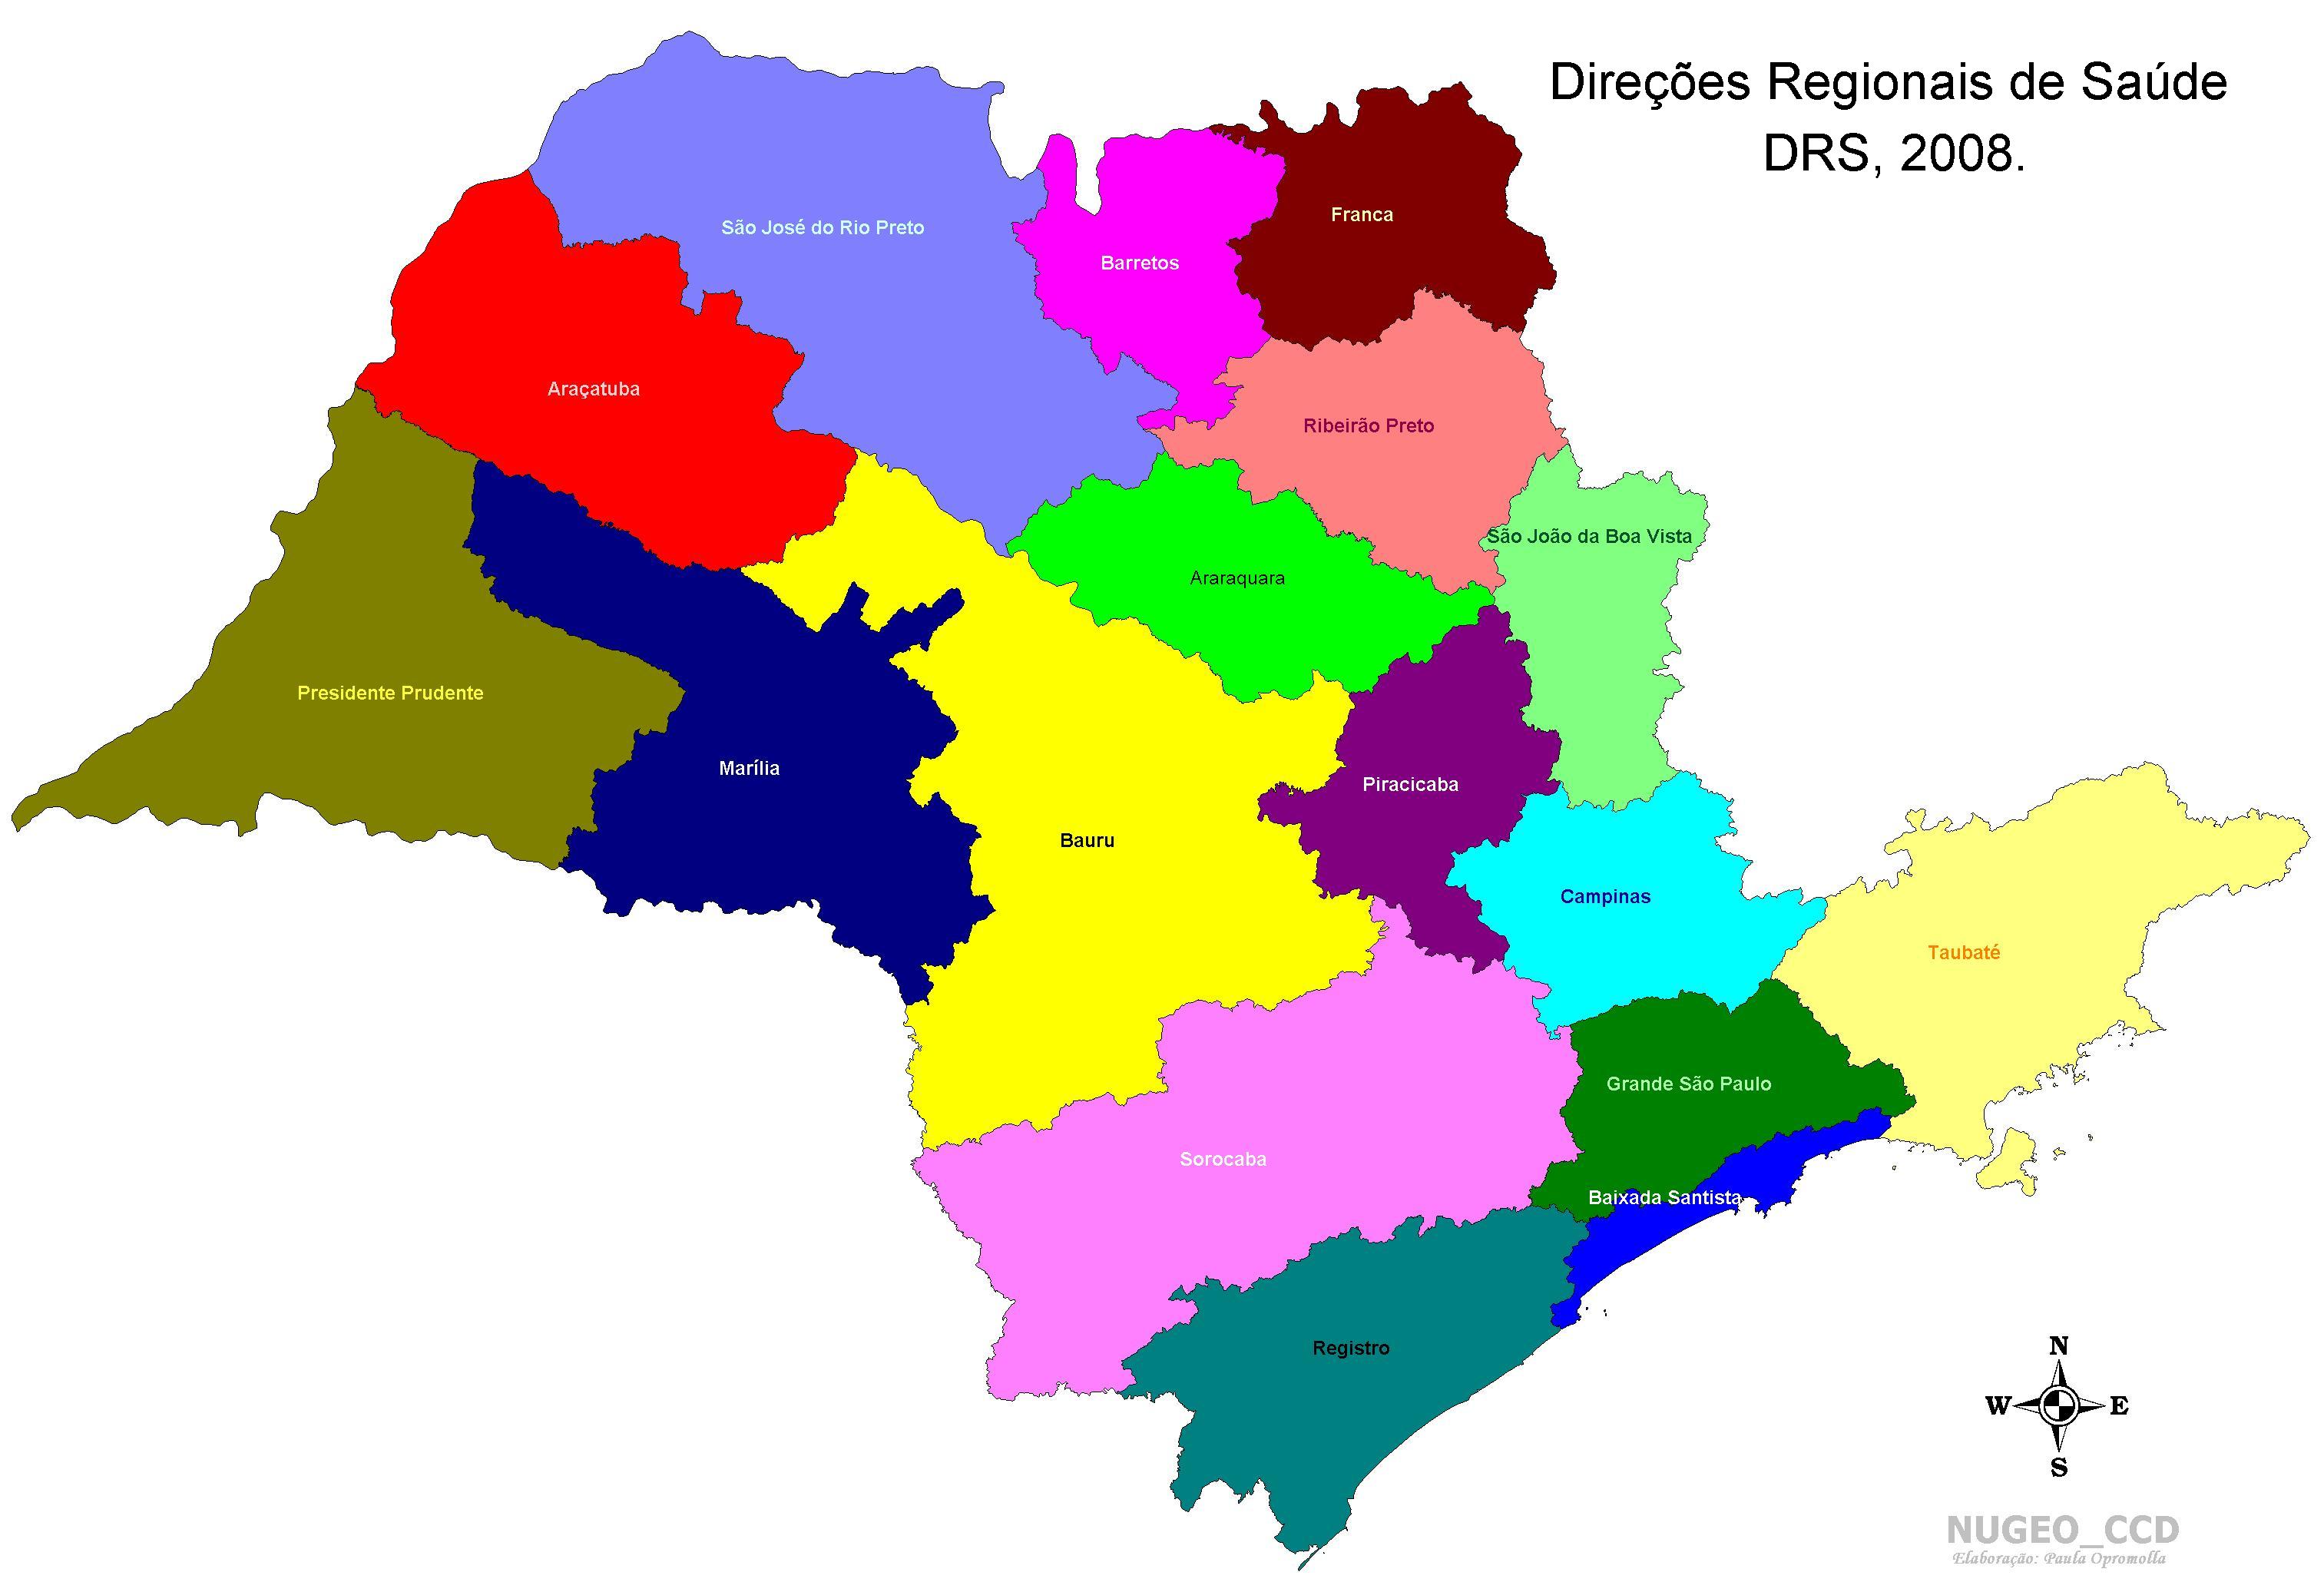 Direções Regionais de Saúde
DRS, 2008.
São José do Rio Preto
Franca
Barretos
Araçatuba
Ribeirão Preto
São João da Boa Vista
Araraquara
Presidente Prudente
Marília
Piracicaba
Bauru
Campinas
Taubaté
Grande São Paulo
Sorocaba
Baixada Santista
Registro
N
W E
S
NUGEO_CCD
Elaboração: Paula Opromolla